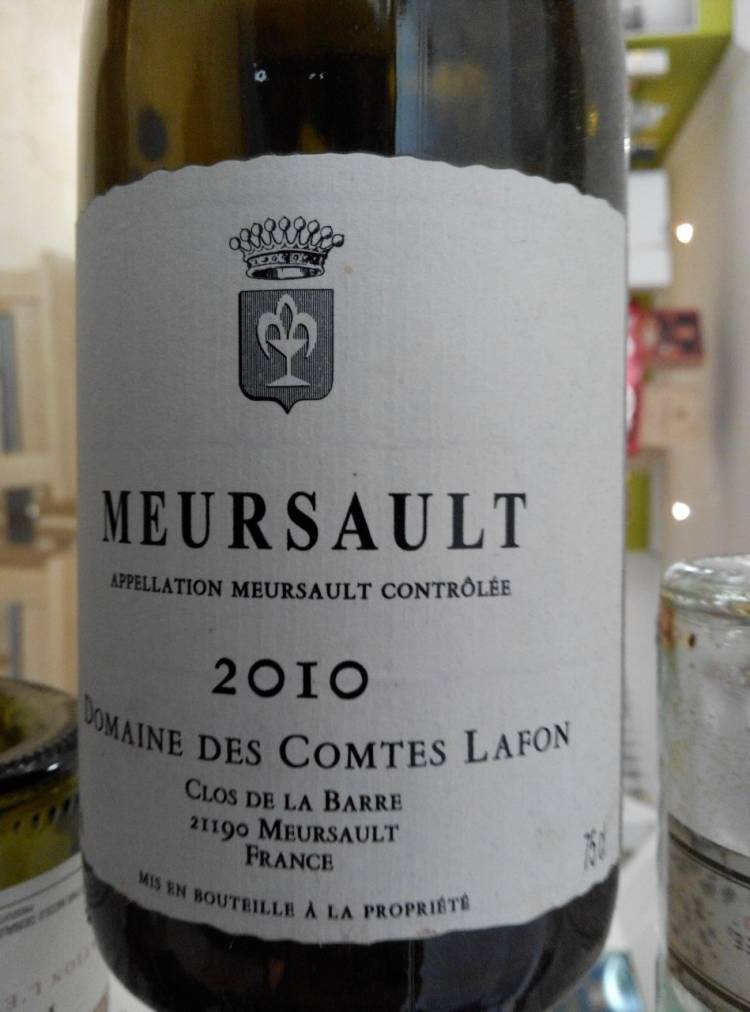 MEURSAULT
APPELLATION MEURSAULT CONTRÔLÉE
2010
DOMAINE DES COMTES LAFON
CLOS DE LA BARRE
21190 MEURSAULT
FRANCE
75 cl
MIS EN BOUTEILLE À LA PROPRIÉTÉ